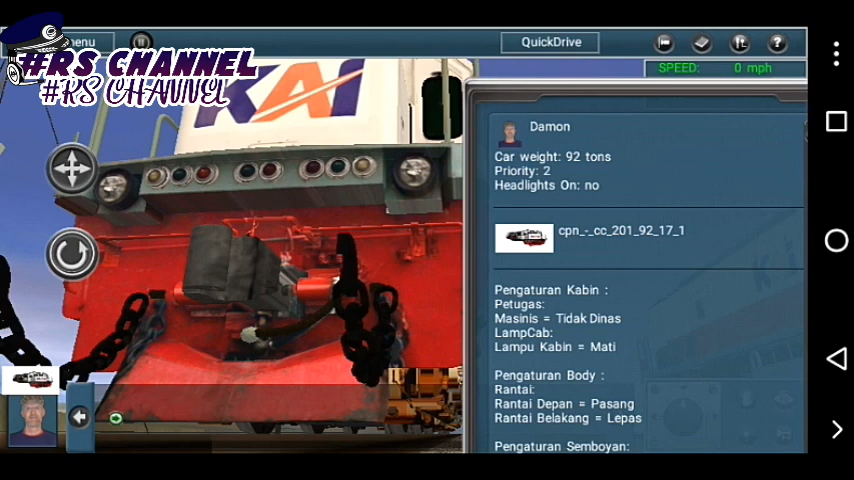 menu
QuickDrive
?
#RS CHANNEL
#RS CHANNEL
SPEED: 0 mph
KAI
Damon
Car weight: 92 tons
Priority: 2
Headlights On: no
cpn_-_cc_201_92_17_1
Pengaturan Kabin :
Petugas:
Masinis = Tidak Dinas
LampCab:
Lampu Kabin = Mati
Pengaturan Body :
Rantai:
Rantai Depan = Pasang
Rantai Belakang = Lepas
Pengaturan Semboyan: